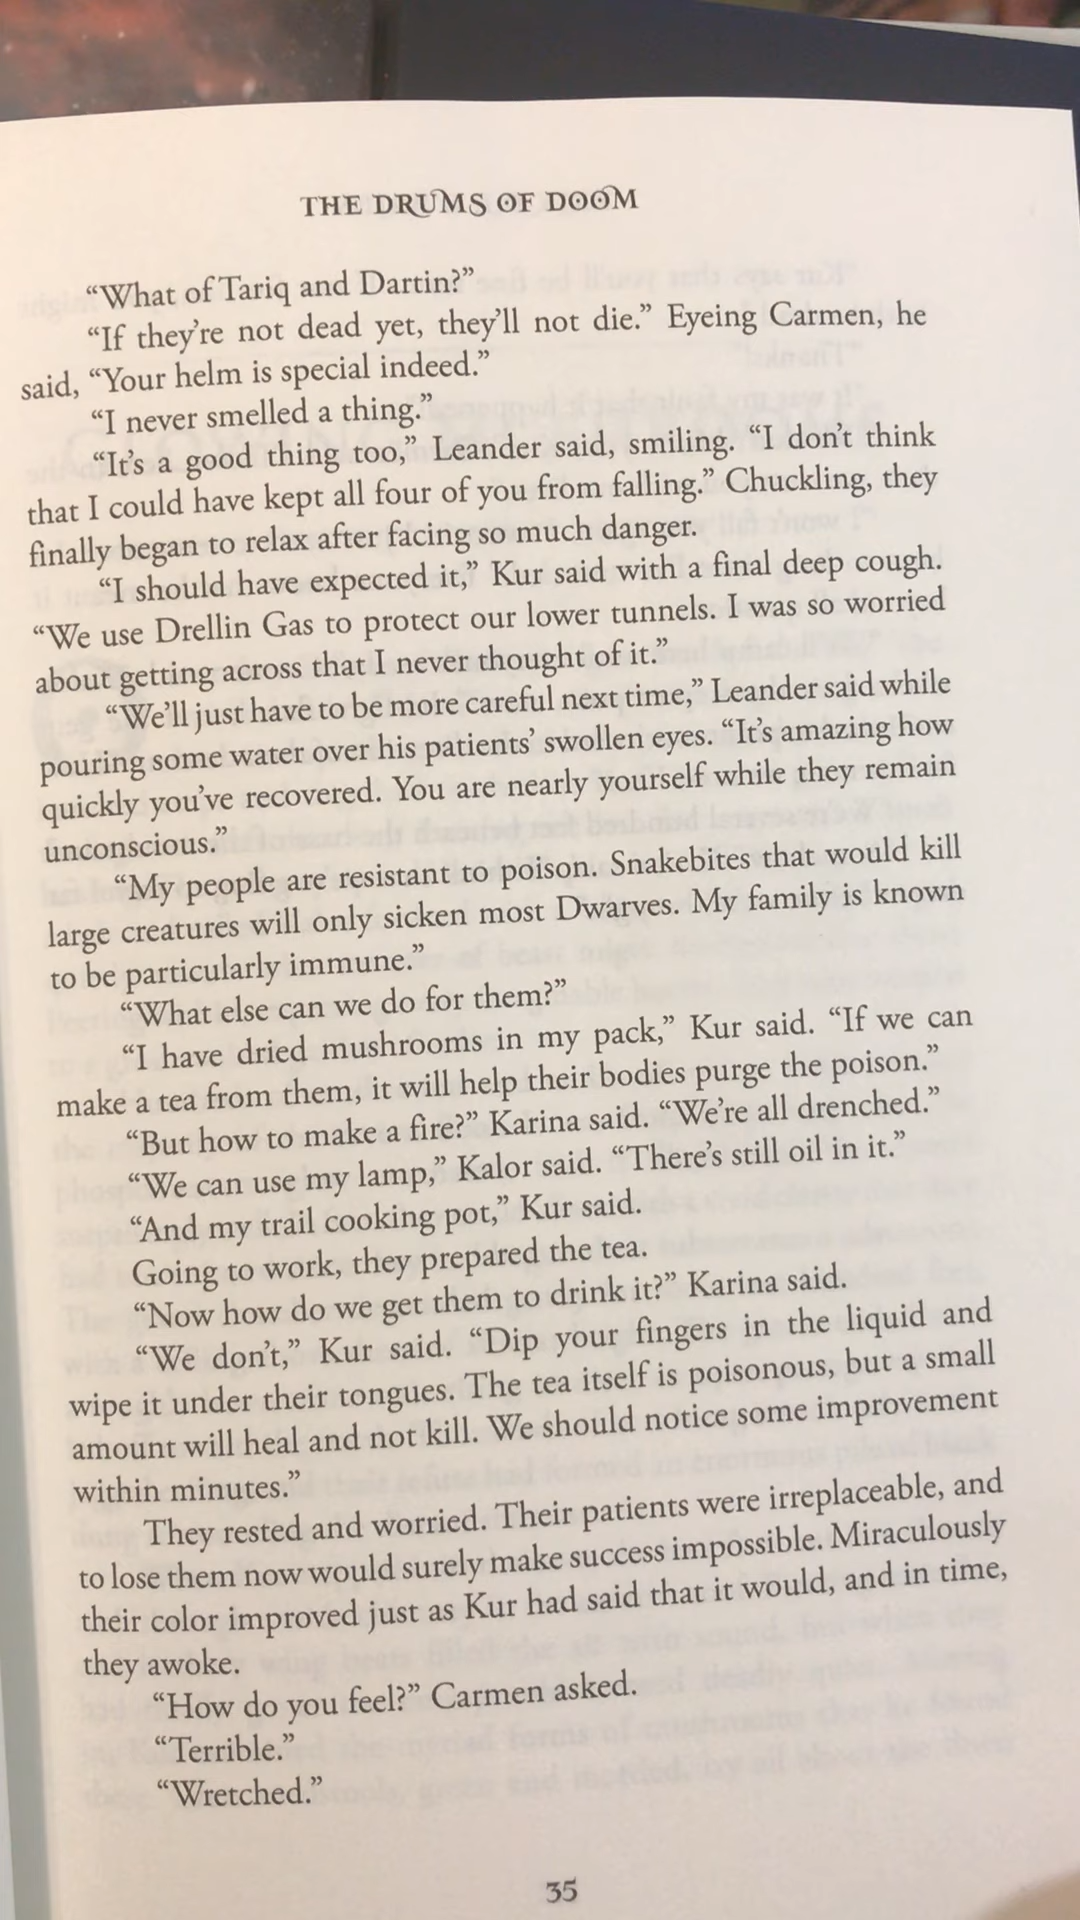 THE DRUMS OF DOOM
“What of Tariq and Dartin?”
“If they’re not dead yet, they’ll not die.” Eyeing Carmen, he
said, “Your helm is special indeed.”
“I never smelled a thing.”
“It’s a good thing too,” Leander said, smiling. “I don’t think
that I could have kept all four of you from falling.” Chuckling, they
finally began to relax after facing so much danger.
“I should have expected it,” Kur said with a final deep cough.
“We use Drellin Gas to protect our lower tunnels. I was so worried
about getting across that I never thought of it.”
“We’ll just have to be more careful next time,” Leander said while
pouring some water over his patients’ swollen eyes. “It’s amazing how
quickly you’ve recovered. You are nearly yourself while they remain
unconscious.”
“My people are resistant to poison. Snakebites that would kill
large creatures will only sicken most Dwarves. My family is known
to be particularly immune.”
“What else can we do for them?”
“I have dried mushrooms in my pack,” Kur said. “If we can
make a tea from them, it will help their bodies purge the poison.”
“But how to make a fire?” Karina said. “We’re all drenched.”
“We can use my lamp,” Kalor said. “There’s still oil in it.”
“And my trail cooking pot,” Kur said.
Going to work, they prepared the tea.
“Now how do we get them to drink it?” Karina said.
“We don’t,” Kur said. “Dip your fingers in the liquid and
wipe it under their tongues. The tea itself is poisonous, but a small
amount will heal and not kill. We should notice some improvement
within minutes.”
They rested and worried. Their patients were irreplaceable, and
to lose them now would surely make success impossible. Miraculously
their color improved just as Kur had said that it would, and in time,
they awoke.
“How do you feel?” Carmen asked.
“Terrible.”
“Wretched.”
35